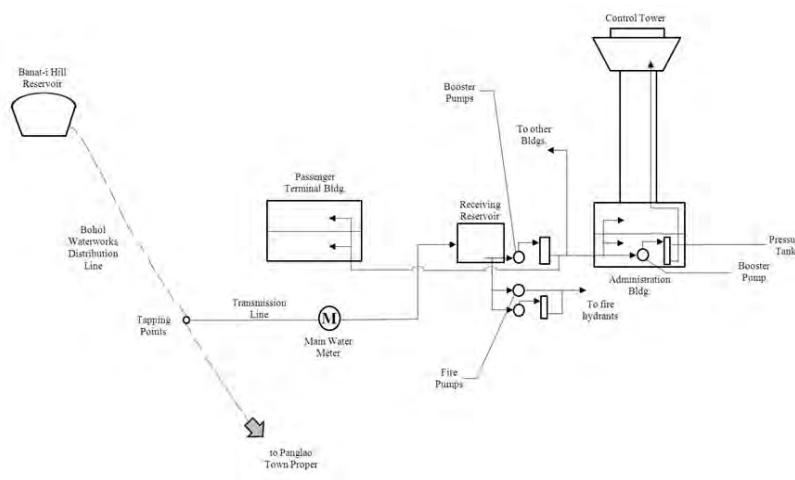 Control Tower
Banat-i Hill
Reservoir
Booster
Pumps
To other
Bldgs.
Passenger
Terminal Bldg.
Receiving
Reservoir
Bohol
Waterworks
Distribution
Line
Pressure
Tank
Booster
Pump
Administration
Bldg.
Transmission
Line
Tapping
Points
M
Main Water
Meter
To fire
hydrants
Fire
Pumps
to Panglao
Town Proper